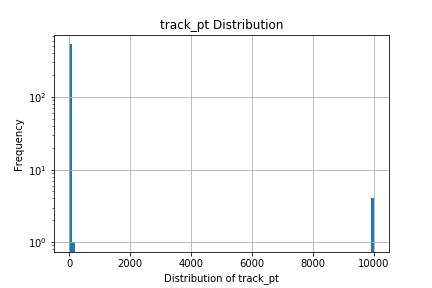 track_pt Distribution
10²
10¹
10⁰
Frequency
0 2000 4000 6000 8000 10000
Distribution of track_pt